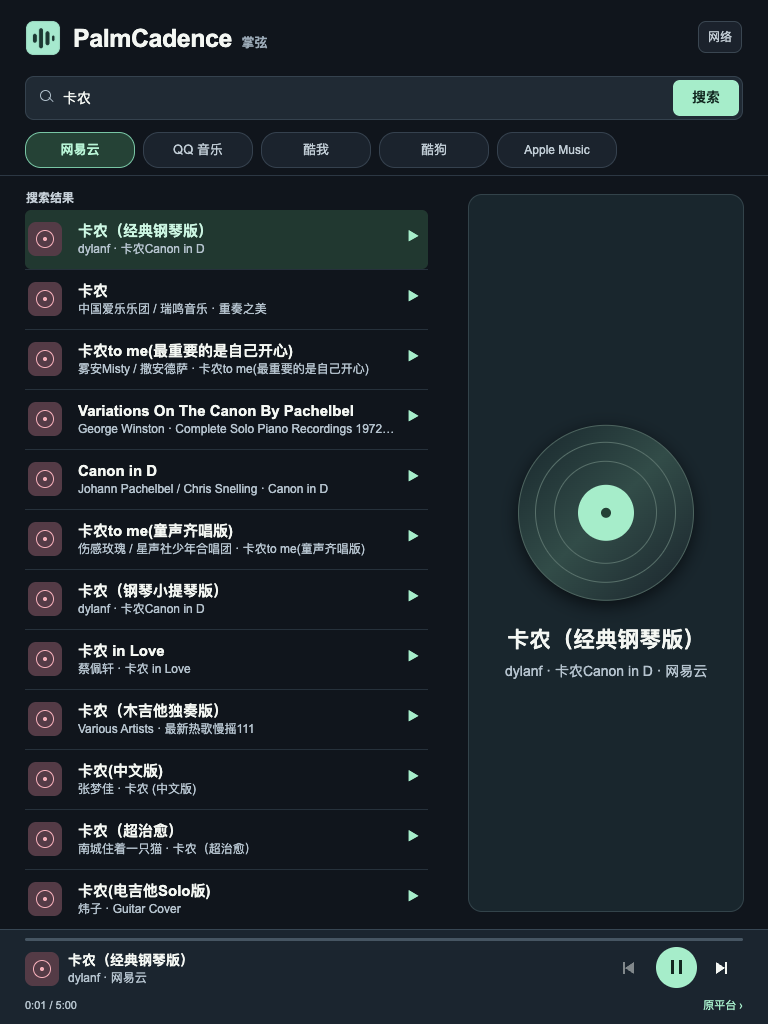 PalmCadence 掌弦
网络
卡农
搜索
网易云
QQ 音乐
酷我
酷狗
Apple Music
搜索结果
卡农（经典钢琴版）
dylanf · 卡农Canon in D
卡农
中国爱乐乐团 / 瑞鸣音乐 · 重奏之美
卡农to me(最重要的是自己开心)
雾安Misty / 撒安德萨 · 卡农to me(最重要的是自己开心)
Variations On The Canon By Pachelbel
George Winston · Complete Solo Piano Recordings 1972…
Canon in D
Johann Pachelbel / Chris Snelling · Canon in D
卡农to me(童声齐唱版)
伤感玫瑰 / 星声社少年合唱团 · 卡农to me(童声齐唱版)
卡农（钢琴小提琴版）
dylanf · 卡农Canon in D
卡农 in Love
蔡佩轩 · 卡农 in Love
卡农（木吉他独奏版）
Various Artists · 最新热歌慢摇111
卡农(中文版)
张梦佳 · 卡农 (中文版)
卡农（超治愈）
南城住着一只猫 · 卡农（超治愈）
卡农(电吉他Solo版)
炜子 · Guitar Cover
卡农（经典钢琴版）
dylanf · 卡农Canon in D · 网易云
卡农（经典钢琴版）
dylanf · 网易云
0:01 / 5:00
原平台 ›